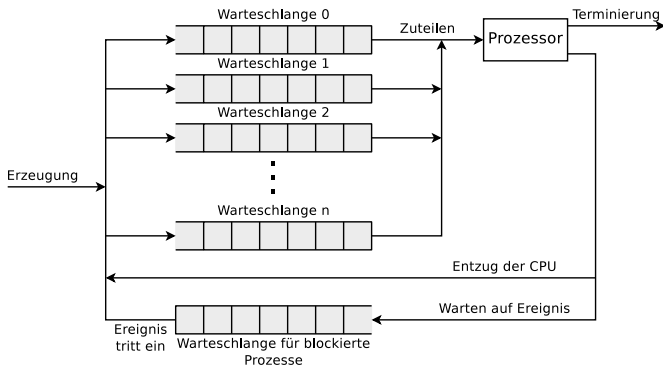 Warteschlange 0
Terminierung
Zuteilen
Prozessor
Warteschlange 1
Warteschlange 2
Erzeugung
Warteschlange n
Entzug der CPU
Warten auf Ereignis
Ereignis
tritt ein
Warteschlange für blockierte
Prozesse